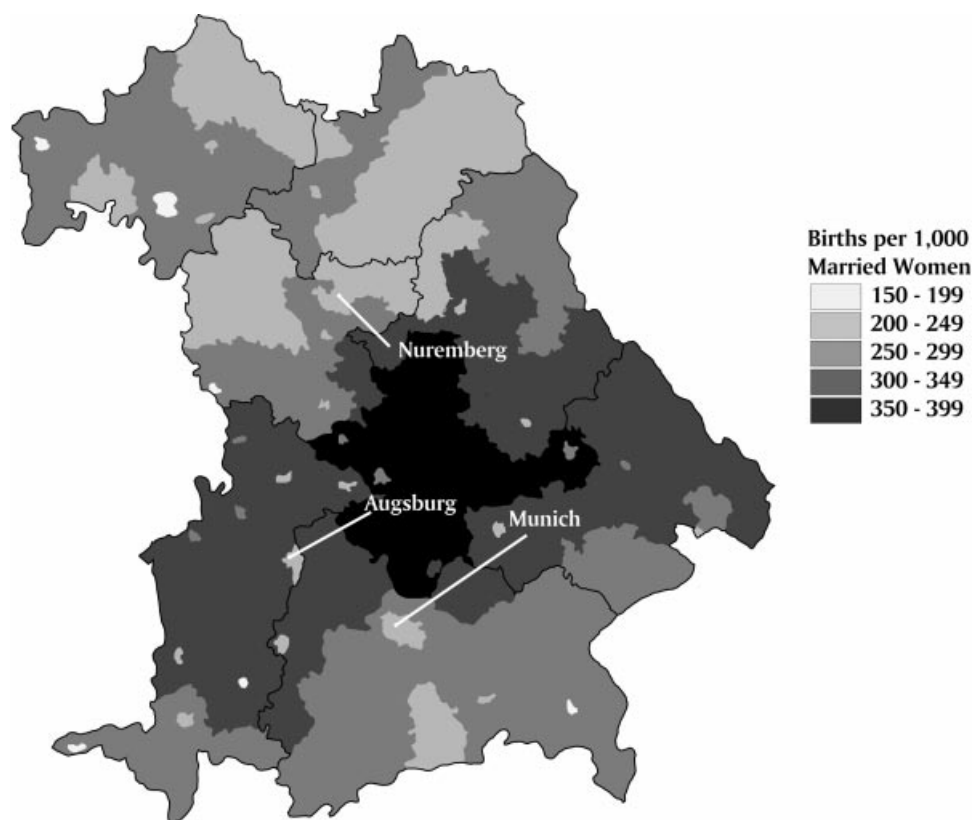 Births per 1,000
Married Women
150 - 199
200 - 249
250 - 299
300 - 349
350 - 399
Nuremberg
Augsburg
Munich